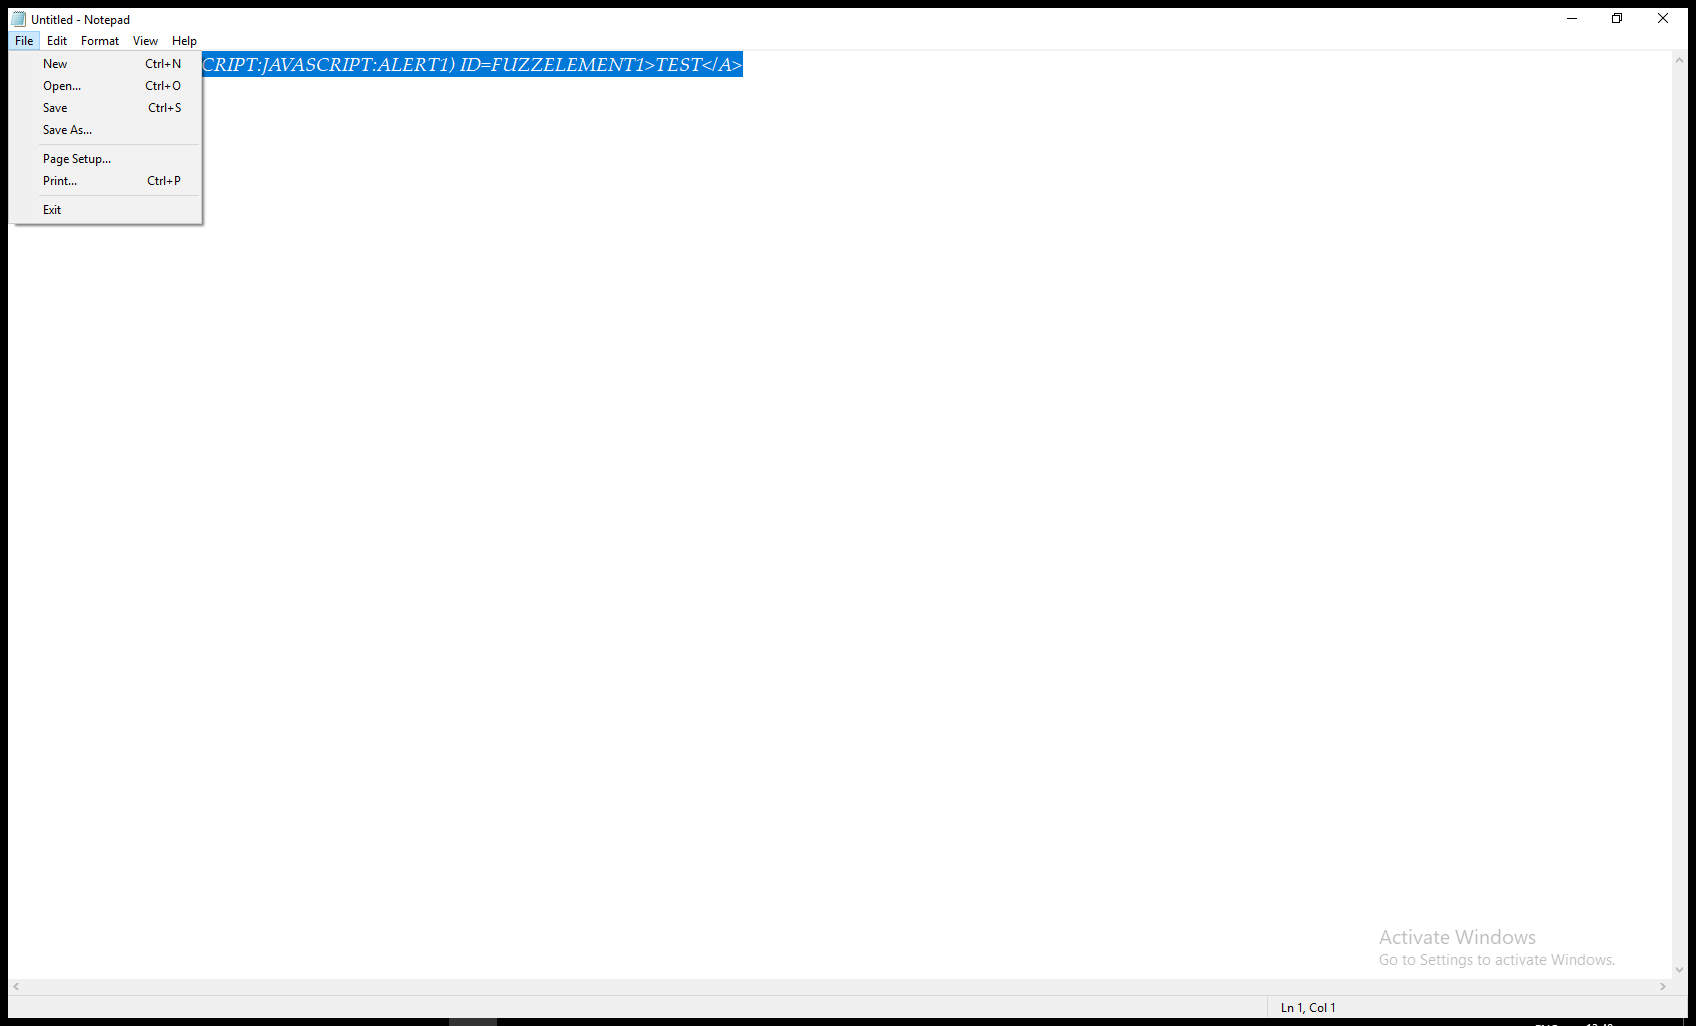 Untitled - Notepad
File Edit Format View Help
CRIPT:JAVASCRIPT:ALERT1) ID=FUZZELEMENT1>TEST</A>
New Ctrl+N
Open... Ctrl+O
Save Ctrl+S
Save As...
Page Setup...
Print... Ctrl+P
Exit
Activate Windows
Go to Settings to activate Windows.
Ln 1, Col 1